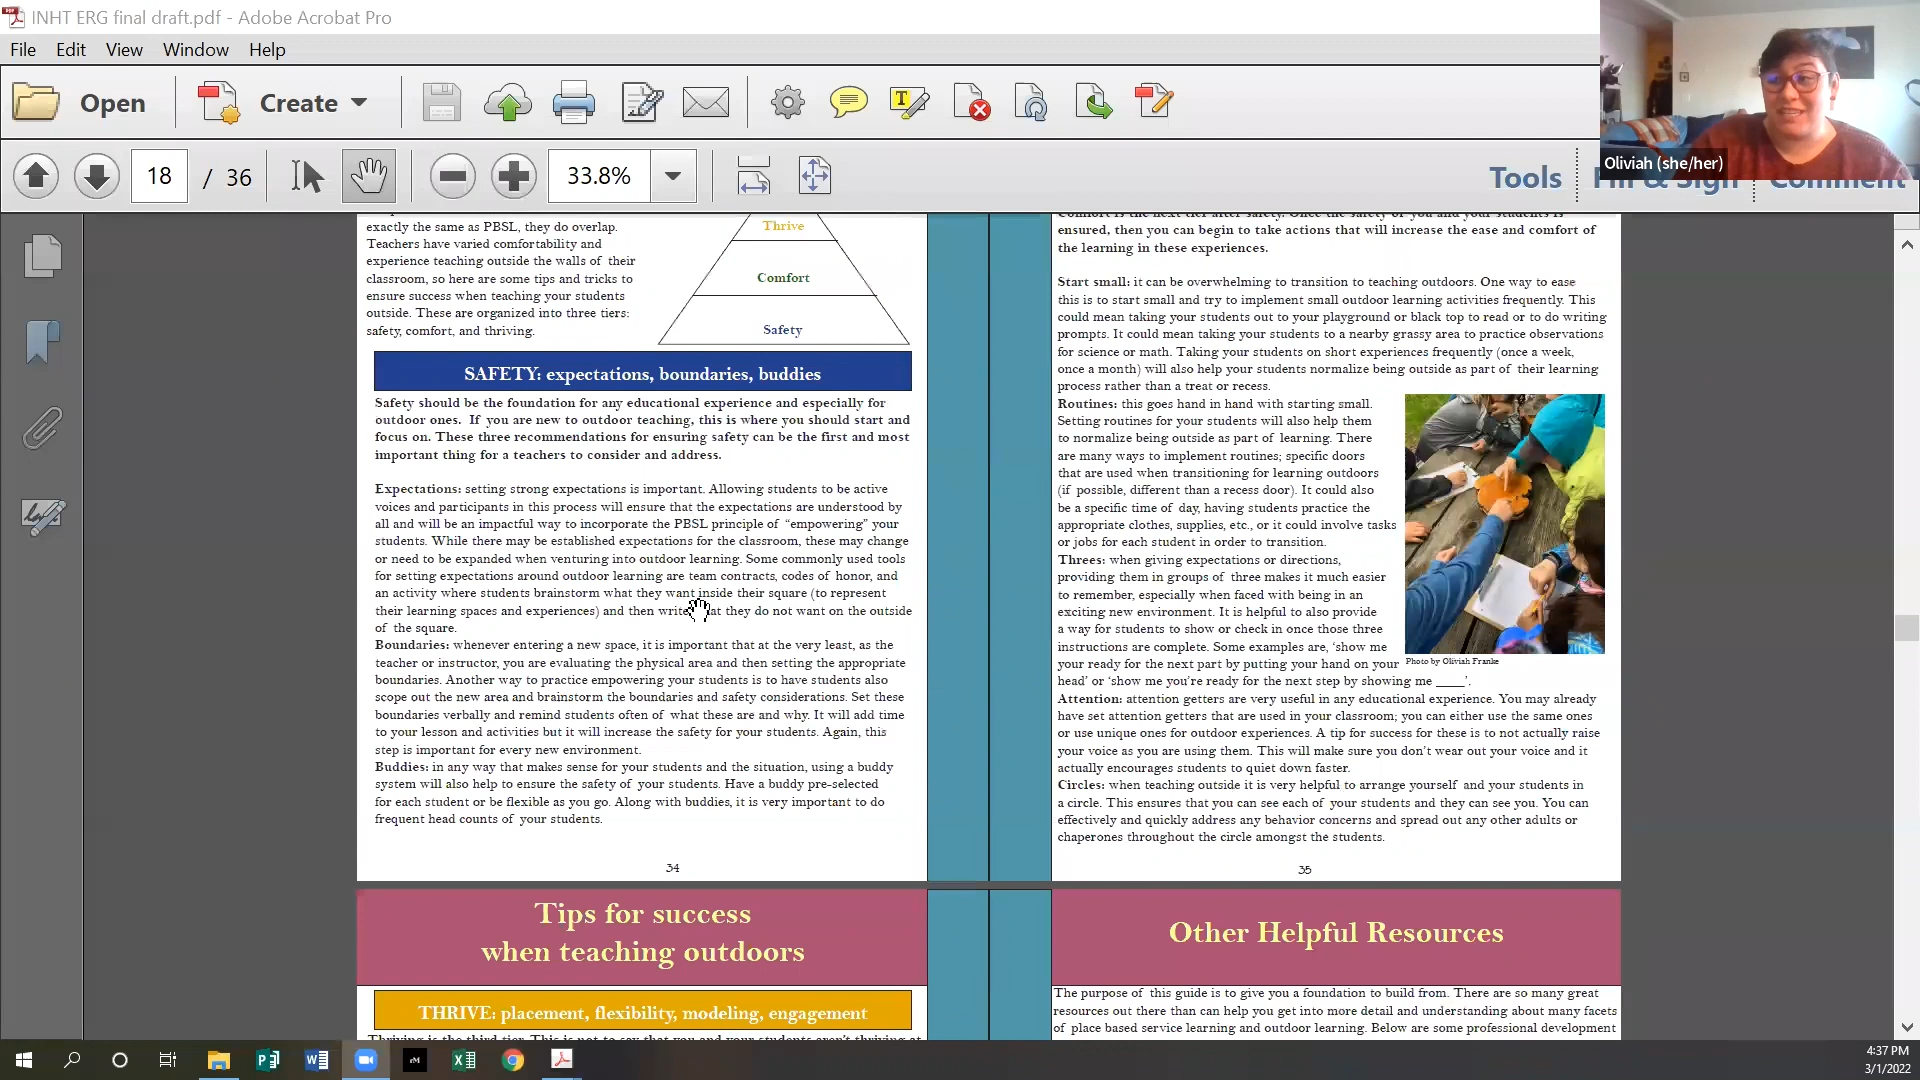 INHT ERG final draft.pdf - Adobe Acrobat Pro
File Edit View Window Help
Open Create
18 / 36 33.8% Tools Fill & Sign Comment
Oliviah (she/her)
exactly the same as PBSL, they do overlap.
Teachers have varied comfortability and
experience teaching outside the walls of their
classroom, so here are some tips and tricks to
ensure success when teaching your students
outside. These are organized into three tiers:
safety, comfort, and thriving.
Thrive
Comfort
Safety
SAFETY: expectations, boundaries, buddies
Safety should be the foundation for any educational experience and especially for
outdoor ones. If you are new to outdoor teaching, this is where you should start and
focus on. These three recommendations for ensuring safety can be the first and most
important thing for a teachers to consider and address.
Expectations: setting strong expectations is important. Allowing students to be active
voices and participants in this process will ensure that the expectations are understood by
all and will be an impactful way to incorporate the PBSL principle of “empowering” your
students. While there may be established expectations for the classroom, these may change
or need to be expanded when venturing into outdoor learning. Some commonly used tools
for setting expectations around outdoor learning are team contracts, codes of honor, and
an activity where students brainstorm what they want inside their square (to represent
their learning spaces and experiences) and then write at they do not want on the outside
of the square.
Boundaries: whenever entering a new space, it is important that at the very least, as the
teacher or instructor, you are evaluating the physical area and then setting the appropriate
boundaries. Another way to practice empowering your students is to have students also
scope out the new area and brainstorm the boundaries and safety considerations. Set these
boundaries verbally and remind students often of what these are and why. It will add time
to your lesson and activities but it will increase the safety for your students. Again, this
step is important for every new environment.
Buddies: in any way that makes sense for your students and the situation, using a buddy
system will also help to ensure the safety of your students. Have a buddy pre-selected
for each student or be flexible as you go. Along with buddies, it is very important to do
frequent head counts of your students.
34
Comfort is the next tier after safety. Once the safety of you and your students is
ensured, then you can begin to take actions that will increase the ease and comfort of
the learning in these experiences.
Start small: it can be overwhelming to transition to teaching outdoors. One way to ease
this is to start small and try to implement small outdoor learning activities frequently. This
could mean taking your students out to your playground or black top to read or to do writing
prompts. It could mean taking your students to a nearby grassy area to practice observations
for science or math. Taking your students on short experiences frequently (once a week,
once a month) will also help your students normalize being outside as part of their learning
process rather than a treat or recess.
Routines: this goes hand in hand with starting small.
Setting routines for your students will also help them
to normalize being outside as part of learning. There
are many ways to implement routines; specific doors
that are used when transitioning for learning outdoors
(if possible, different than a recess door). It could also
be a specific time of day, having students practice the
appropriate clothes, supplies, etc., or it could involve tasks
or jobs for each student in order to transition.
Threes: when giving expectations or directions,
providing them in groups of three makes it much easier
to remember, especially when faced with being in an
exciting new environment. It is helpful to also provide
a way for students to show or check in once those three
instructions are complete. Some examples are, ‘show me
your ready for the next part by putting your hand on your
head’ or ‘show me you’re ready for the next step by showing me ____’.
Photo by Oliviah Franke
Attention: attention getters are very useful in any educational experience. You may already
have set attention getters that are used in your classroom; you can either use the same ones
or use unique ones for outdoor experiences. A tip for success for these is to not actually raise
your voice as you are using them. This will make sure you don’t wear out your voice and it
actually encourages students to quiet down faster.
Circles: when teaching outside it is very helpful to arrange yourself and your students in
a circle. This ensures that you can see each of your students and they can see you. You can
effectively and quickly address any behavior concerns and spread out any other adults or
chaperones throughout the circle amongst the students.
35
Tips for success
when teaching outdoors
THRIVE: placement, flexibility, modeling, engagement
Thriving is the third tier. This is not to say that you and your students aren’t thriving at
Other Helpful Resources
The purpose of this guide is to give you a foundation to build from. There are so many great
resources out there than can help you get into more detail and understanding about many facets
of place based service learning and outdoor learning. Below are some professional development
4:37 PM
3/1/2022